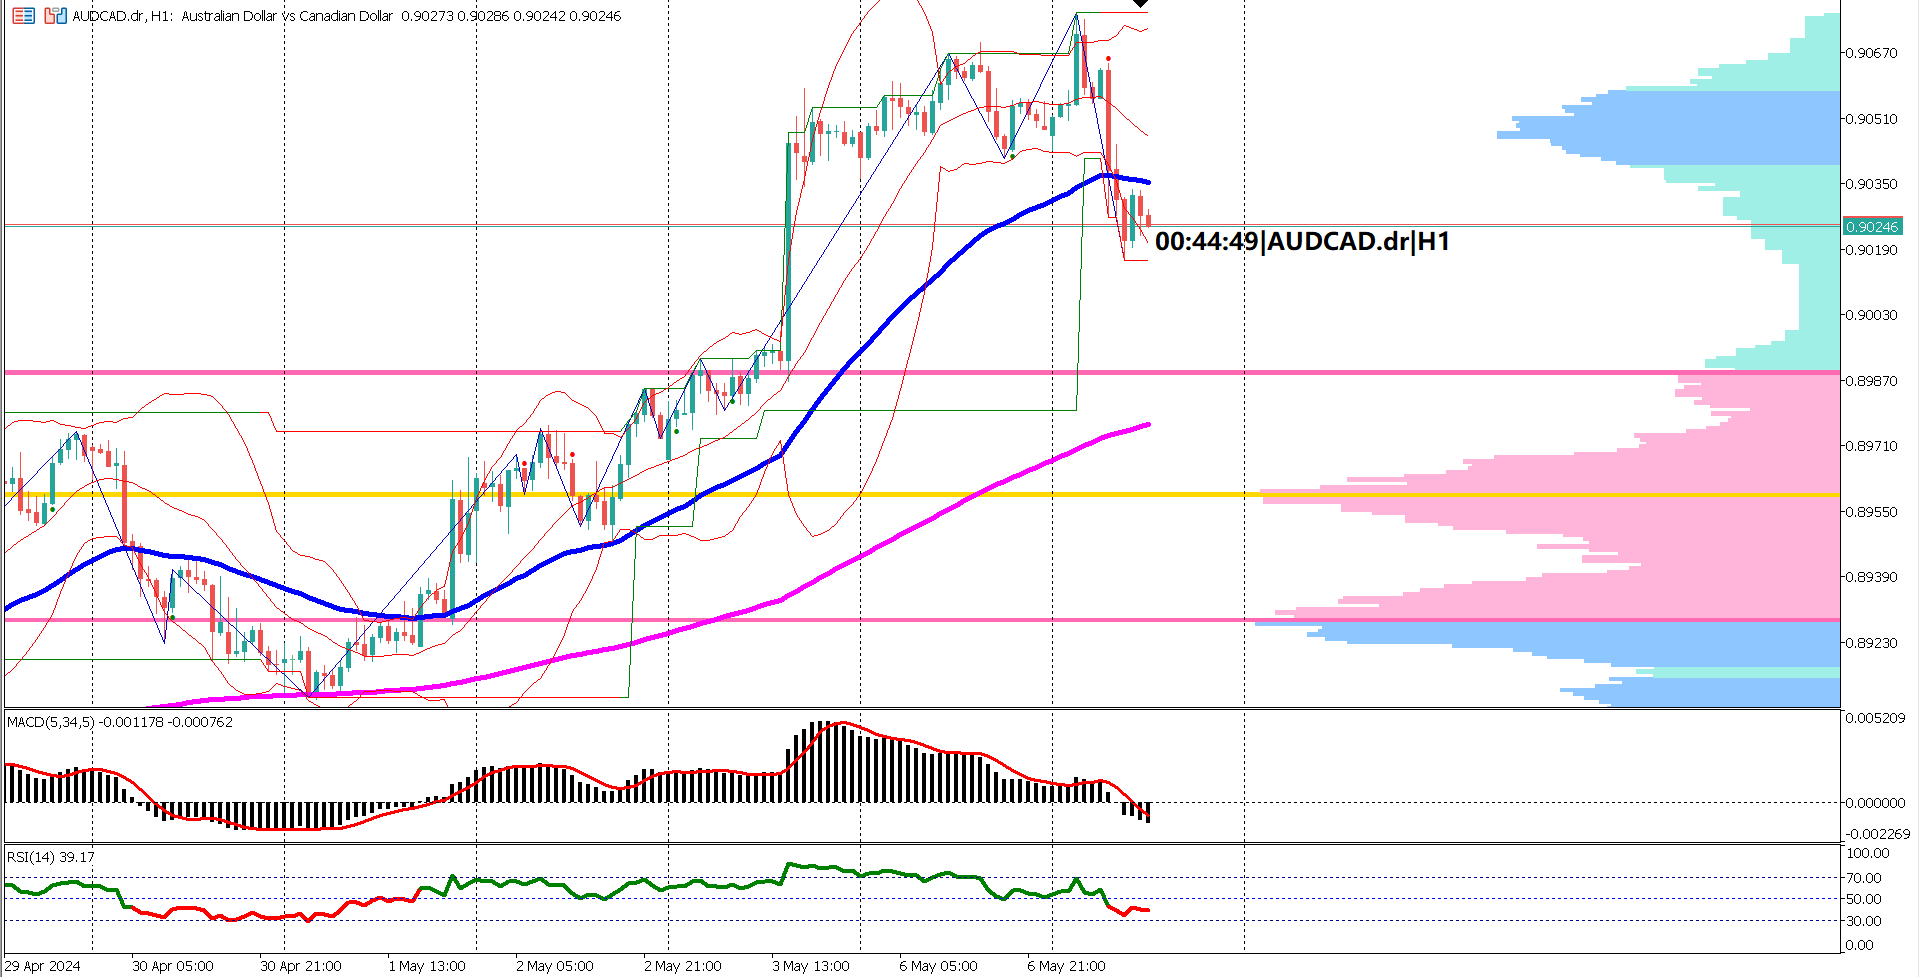 AUDCAD.dr, H1: Australian Dollar vs Canadian Dollar 0.90273 0.90286 0.90242 0.90246
0.90670
0.90510
0.90350
0.90246
00:44:49|AUDCAD.dr|H1
0.90190
0.90030
0.89870
0.89710
0.89550
0.89390
0.89230
MACD(5,34,5) -0.001178 -0.000762
0.005209
0.000000
-0.002269
RSI(14) 39.17
100.00
70.00
50.00
30.00
0.00
29 Apr 2024
30 Apr 05:00
30 Apr 21:00
1 May 13:00
2 May 05:00
2 May 21:00
3 May 13:00
6 May 05:00
6 May 21:00